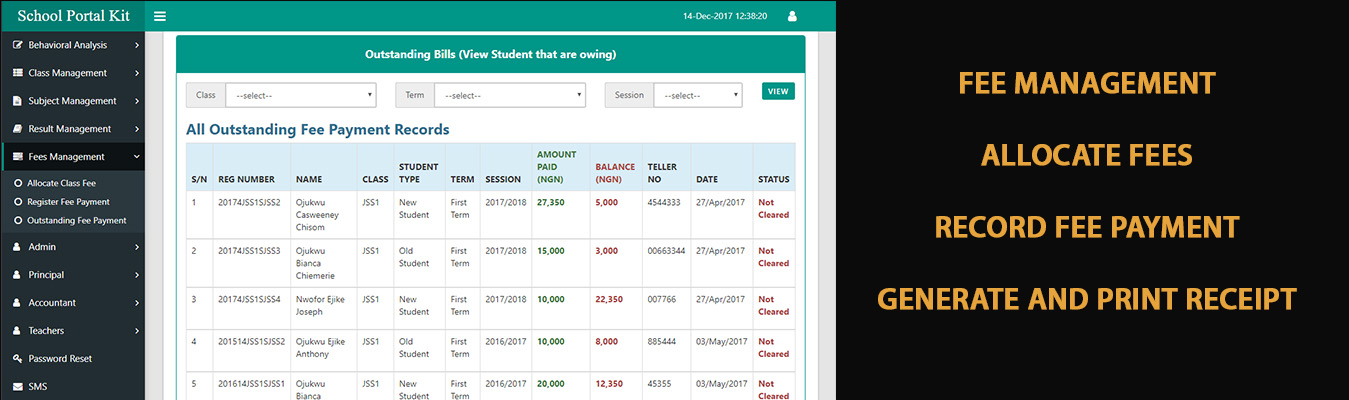 School Portal Kit
14-Dec-2017 12:38:20
Behavioral Analysis
Class Management
Subject Management
Result Management
Fees Management
Allocate Class Fee
Register Fee Payment
Outstanding Fee Payment
Admin
Principal
Accountant
Teachers
Password Reset
SMS
Outstanding Bills (View Student that are owing)
Class --select-- Term --select-- Session --select-- VIEW
All Outstanding Fee Payment Records
S/N REG NUMBER NAME CLASS STUDENT TYPE TERM SESSION AMOUNT PAID (NGN) BALANCE (NGN) TELLER NO DATE STATUS
1 20174JSS1SJSS2 Ojukwu Casweeney Chisom JSS1 New Student First Term 2017/2018 27,350 5,000 4544333 27/Apr/2017 Not Cleared
2 20174JSS1SJSS3 Ojukwu Bianca Chiemerie JSS1 Old Student First Term 2017/2018 15,000 3,000 00663344 27/Apr/2017 Not Cleared
3 20174JSS1SJSS4 Nwofor Ejike Joseph JSS1 New Student First Term 2017/2018 10,000 22,350 007766 27/Apr/2017 Not Cleared
4 201514JSS1SJSS2 Ojukwu Ejike Anthony JSS1 Old Student First Term 2016/2017 10,000 8,000 885444 03/May/2017 Not Cleared
5 201614JSS1SJSS1 Ojukwu Bianca JSS1 New Student First Term 2016/2017 20,000 12,350 45355 03/May/2017 Not Cleared
FEE MANAGEMENT
ALLOCATE FEES
RECORD FEE PAYMENT
GENERATE AND PRINT RECEIPT